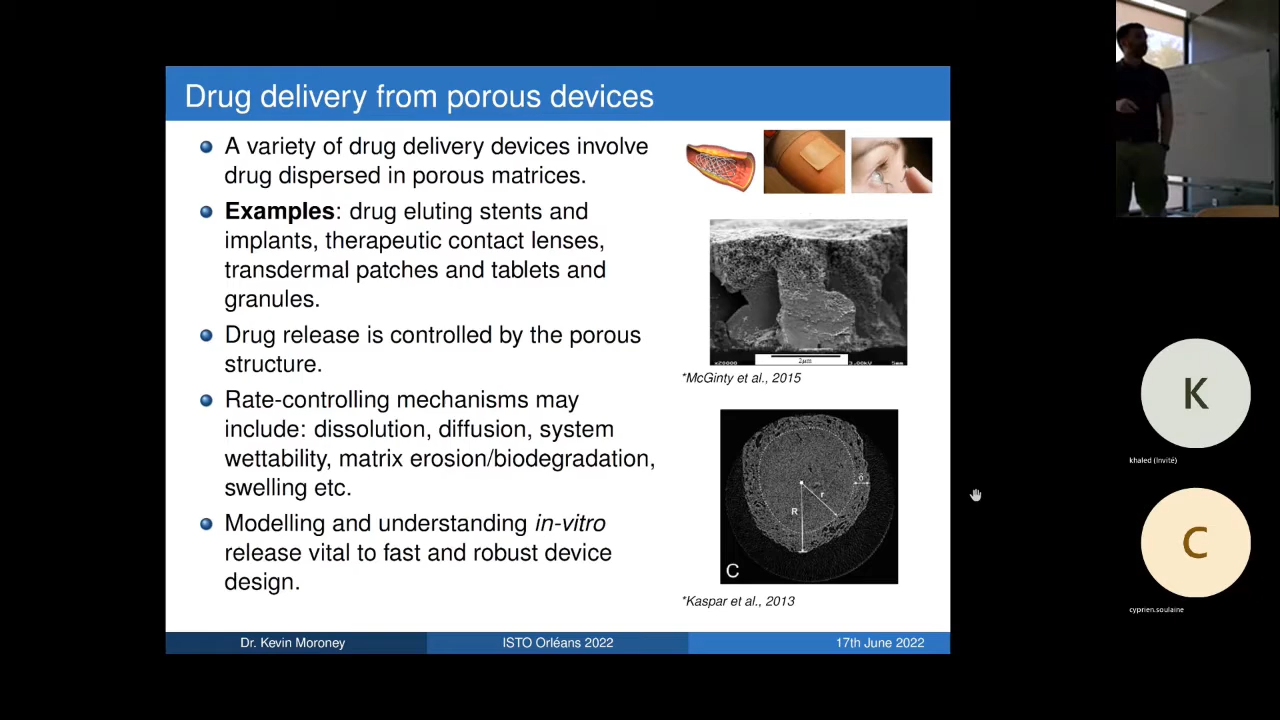 Drug delivery from porous devices
A variety of drug delivery devices involve
drug dispersed in porous matrices.
Examples: drug eluting stents and
implants, therapeutic contact lenses,
transdermal patches and tablets and
granules.
Drug release is controlled by the porous
structure.
Rate-controlling mechanisms may
include: dissolution, diffusion, system
wettability, matrix erosion/biodegradation,
swelling etc.
Modelling and understanding in-vitro
release vital to fast and robust device
design.
2μm
*McGinty et al., 2015
δ
r
R
C
*Kaspar et al., 2013
Dr. Kevin Moroney
ISTO Orléans 2022
17th June 2022
K
khaled (Invité)
C
cyprien.soulaine